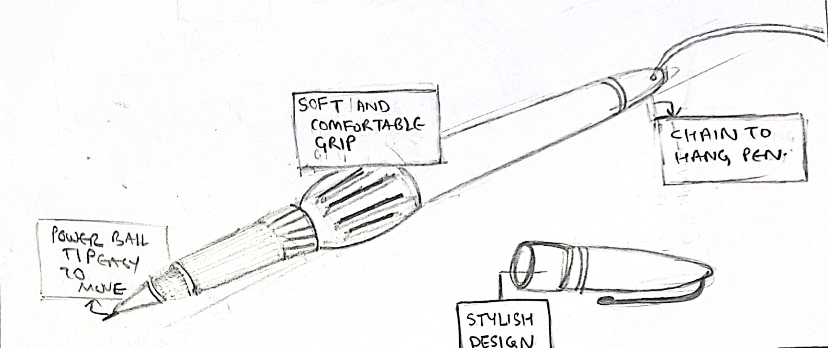 SOFT AND
COMFORTABLE
GRIP
CHAIN TO
HANG PEN.
POWER BALL
TIP EASY
TO
MOVE
STYLISH
DESIGN